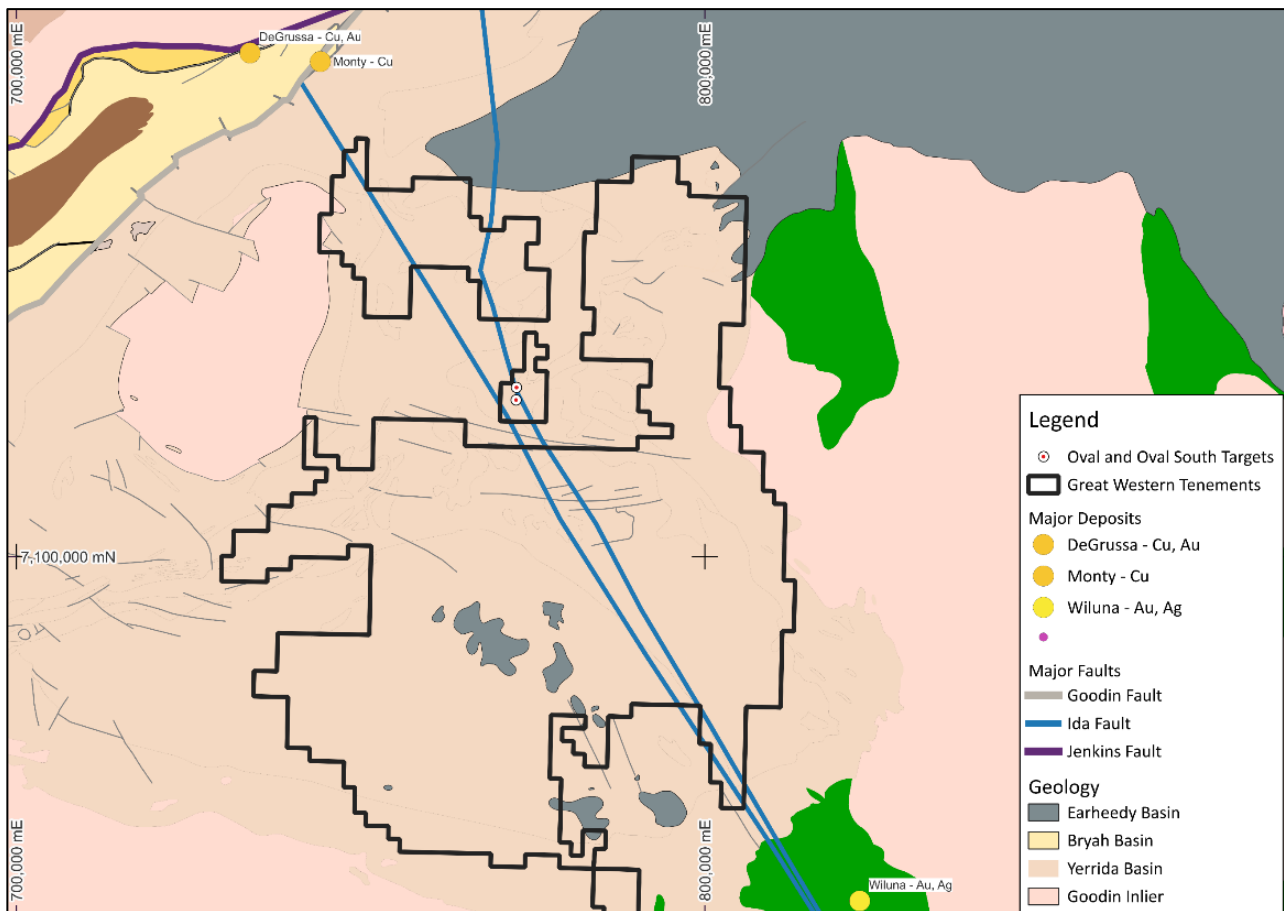 700,000 mE
800,000 mE
DeGrussa - Cu, Au
Monty - Cu
7,100,000 mN
Wiluna - Au, Ag
700,000 mE
800,000 mE
Legend
Oval and Oval South Targets
Great Western Tenements
Major Deposits
DeGrussa - Cu, Au
Monty - Cu
Wiluna - Au, Ag
Major Faults
Goodin Fault
Ida Fault
Jenkins Fault
Geology
Earheedy Basin
Bryah Basin
Yerrida Basin
Goodin Inlier